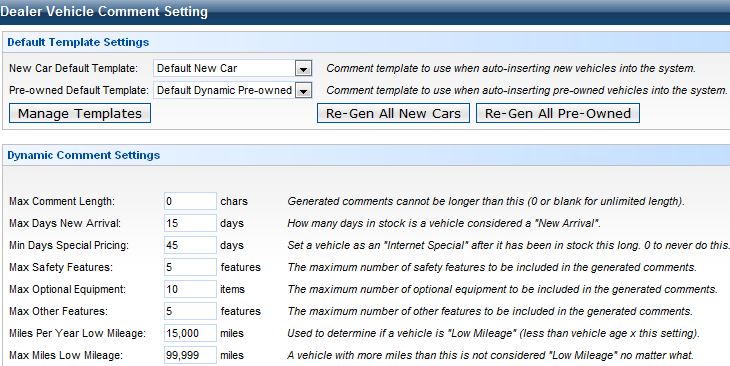 Dealer Vehicle Comment Setting
Default Template Settings
New Car Default Template: Default New Car Comment template to use when auto-inserting new vehicles into the system.
Pre-owned Default Template: Default Dynamic Pre-owned Comment template to use when auto-inserting pre-owned vehicles into the system.
Manage Templates Re-Gen All New Cars Re-Gen All Pre-Owned
Dynamic Comment Settings
Max Comment Length: 0 chars Generated comments cannot be longer than this (0 or blank for unlimited length).
Max Days New Arrival: 15 days How many days in stock is a vehicle considered a "New Arrival".
Min Days Special Pricing: 45 days Set a vehicle as an "Internet Special" after it has been in stock this long. 0 to never do this.
Max Safety Features: 5 features The maximum number of safety features to be included in the generated comments.
Max Optional Equipment: 10 items The maximum number of optional equipment to be included in the generated comments.
Max Other Features: 5 features The maximum number of other features to be included in the generated comments.
Miles Per Year Low Mileage: 15,000 miles Used to determine if a vehicle is "Low Mileage" (less than vehicle age x this setting).
Max Miles Low Mileage: 99,999 miles A vehicle with more miles than this is not considered "Low Mileage" no matter what.